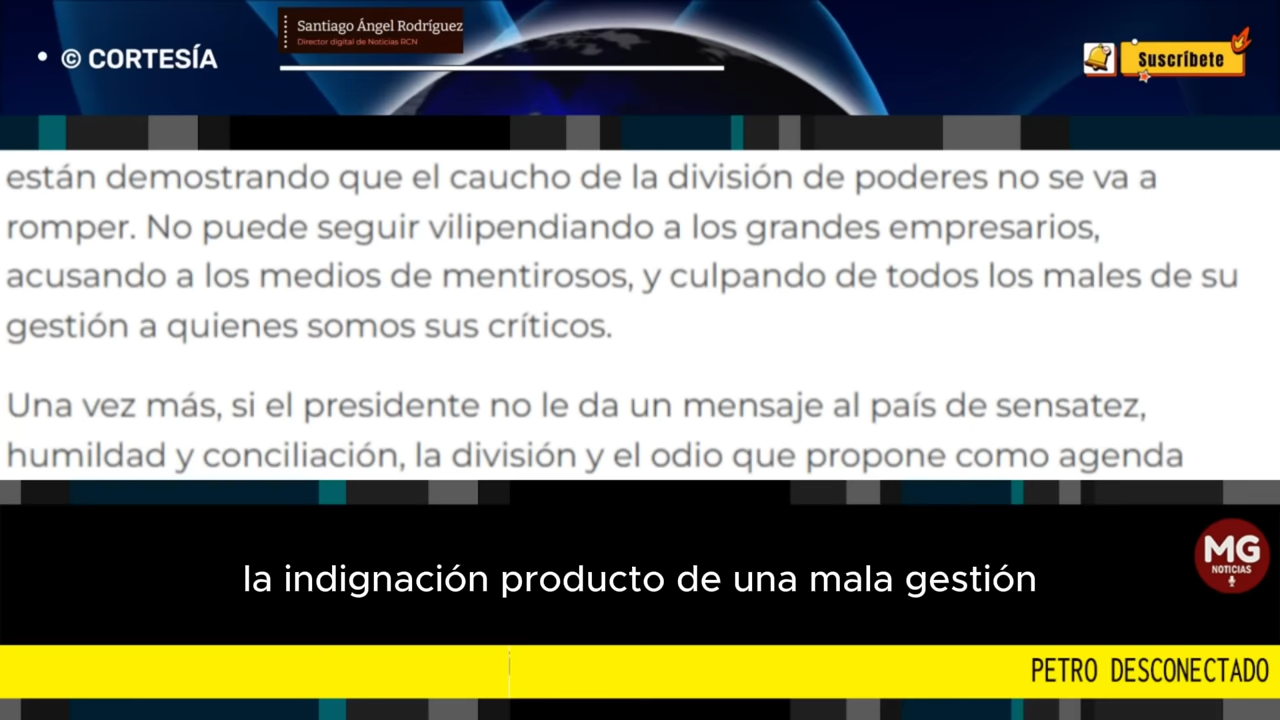 Santiago Ángel Rodríguez
Director digital de Noticias RCN
• © CORTESÍA
Suscríbete
están demostrando que el caucho de la división de poderes no se va a
romper. No puede seguir vilipendiando a los grandes empresarios,
acusando a los medios de mentirosos, y culpando de todos los males de su
gestión a quienes somos sus críticos.
Una vez más, si el presidente no le da un mensaje al país de sensatez,
humildad y conciliación, la división y el odio que propone como agenda
MG
NOTICIAS
la indignación producto de una mala gestión
PETRO DESCONECTADO